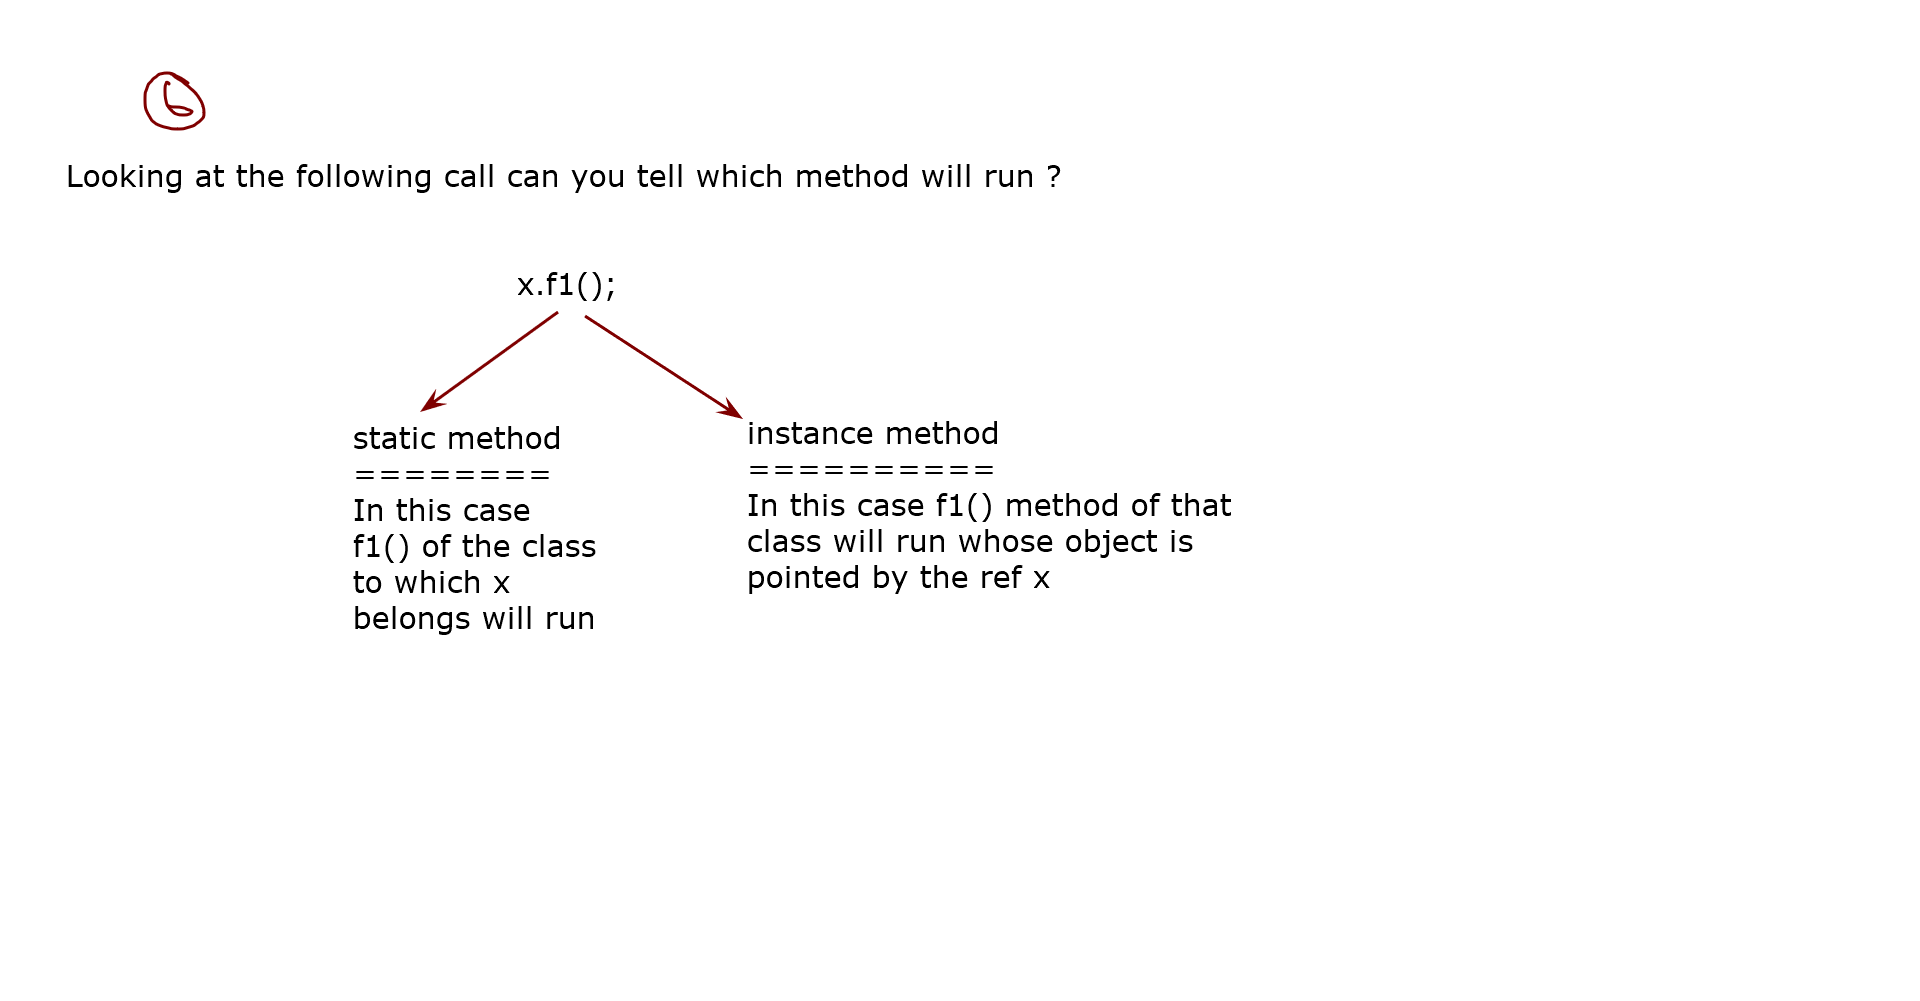 6
Looking at the following call can you tell which method will run ?
x.f1();
static method
========
In this case
f1() of the class
to which x
belongs will run
instance method
==========
In this case f1() method of that
class will run whose object is
pointed by the ref x